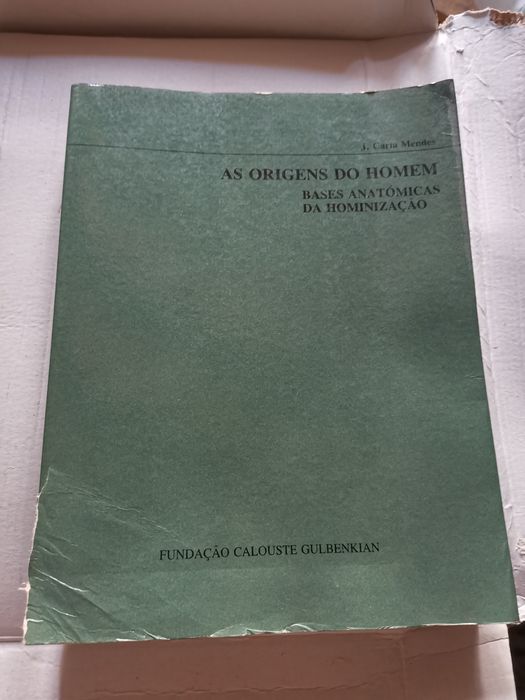 J. Caria Mendes
AS ORIGENS DO HOMEM
BASES ANATÓMICAS
DA HOMINIZAÇÃO
FUNDAÇÃO CALOUSTE GULBENKIAN